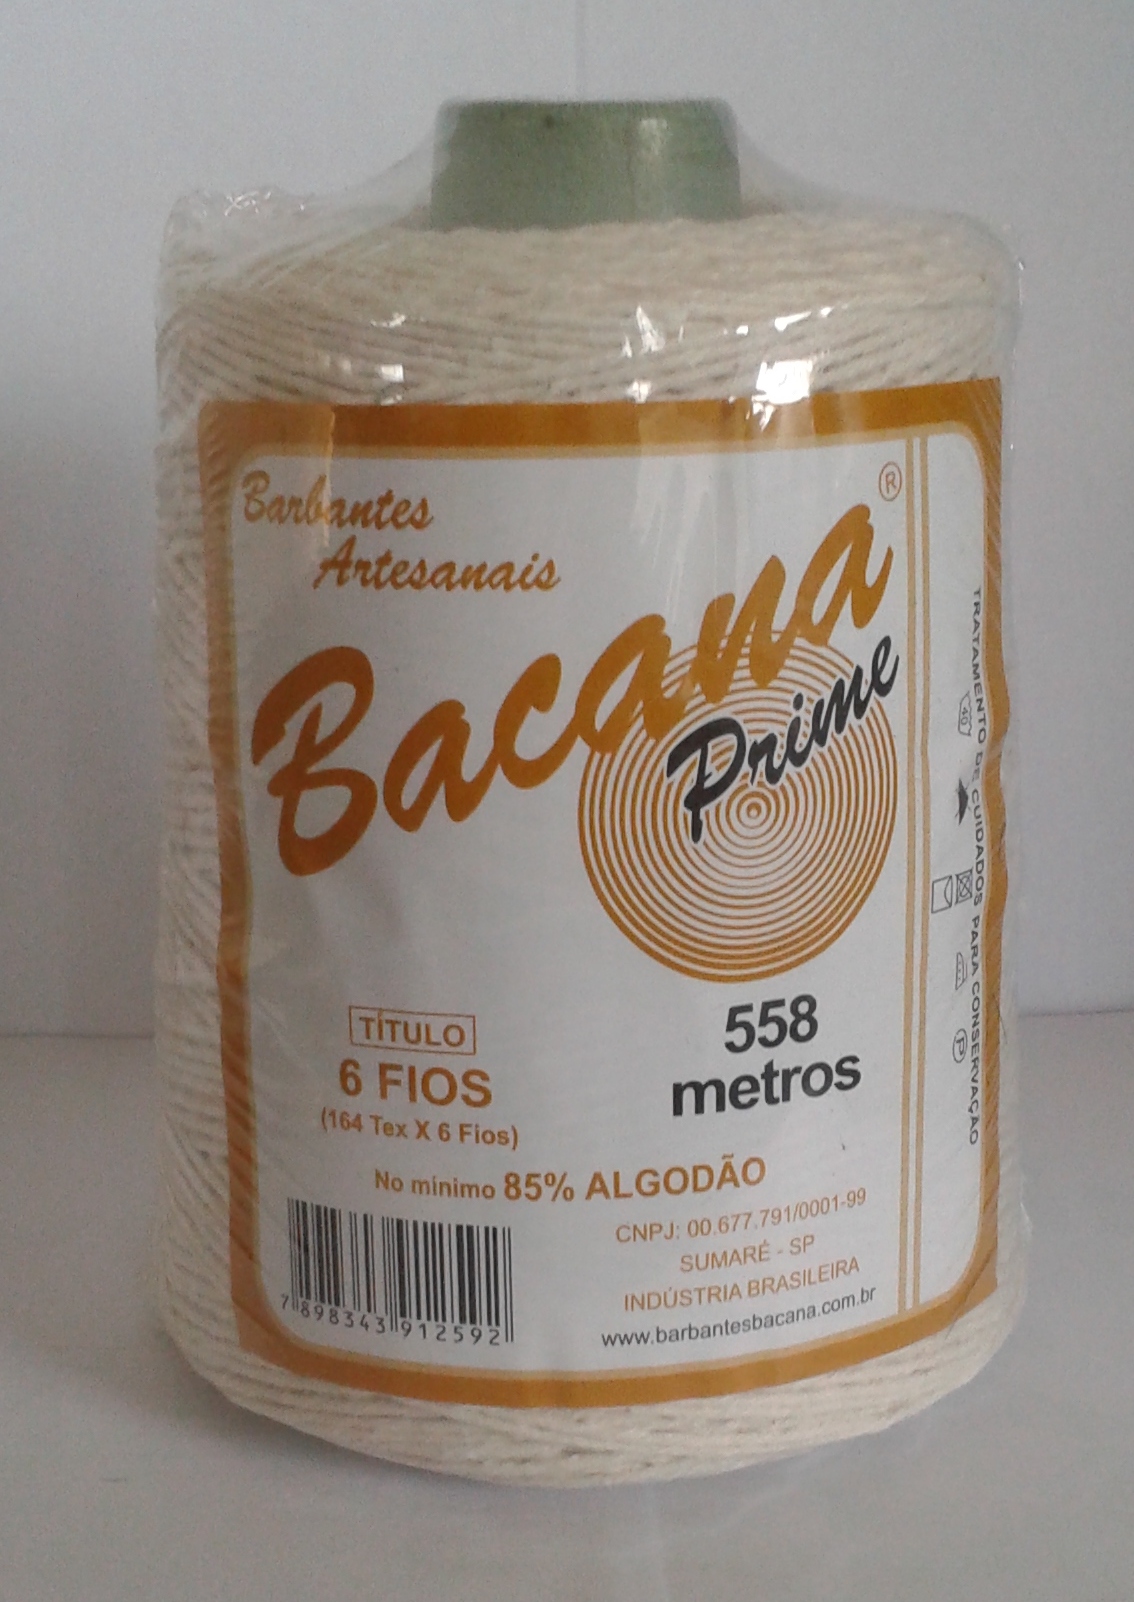 Barbantes
Artesanais
Bacana®
Prime
TÍTULO
6 FIOS
(164 Tex X 6 Fios)
558
metros
No mínimo 85% ALGODÃO
7 898343 912592
CNPJ: 00.677.791/0001-99
SUMARÉ - SP
INDÚSTRIA BRASILEIRA
www.barbantesbacana.com.br
TRATAMENTO DE CUIDADOS PARA CONSERVAÇÃO
40
P